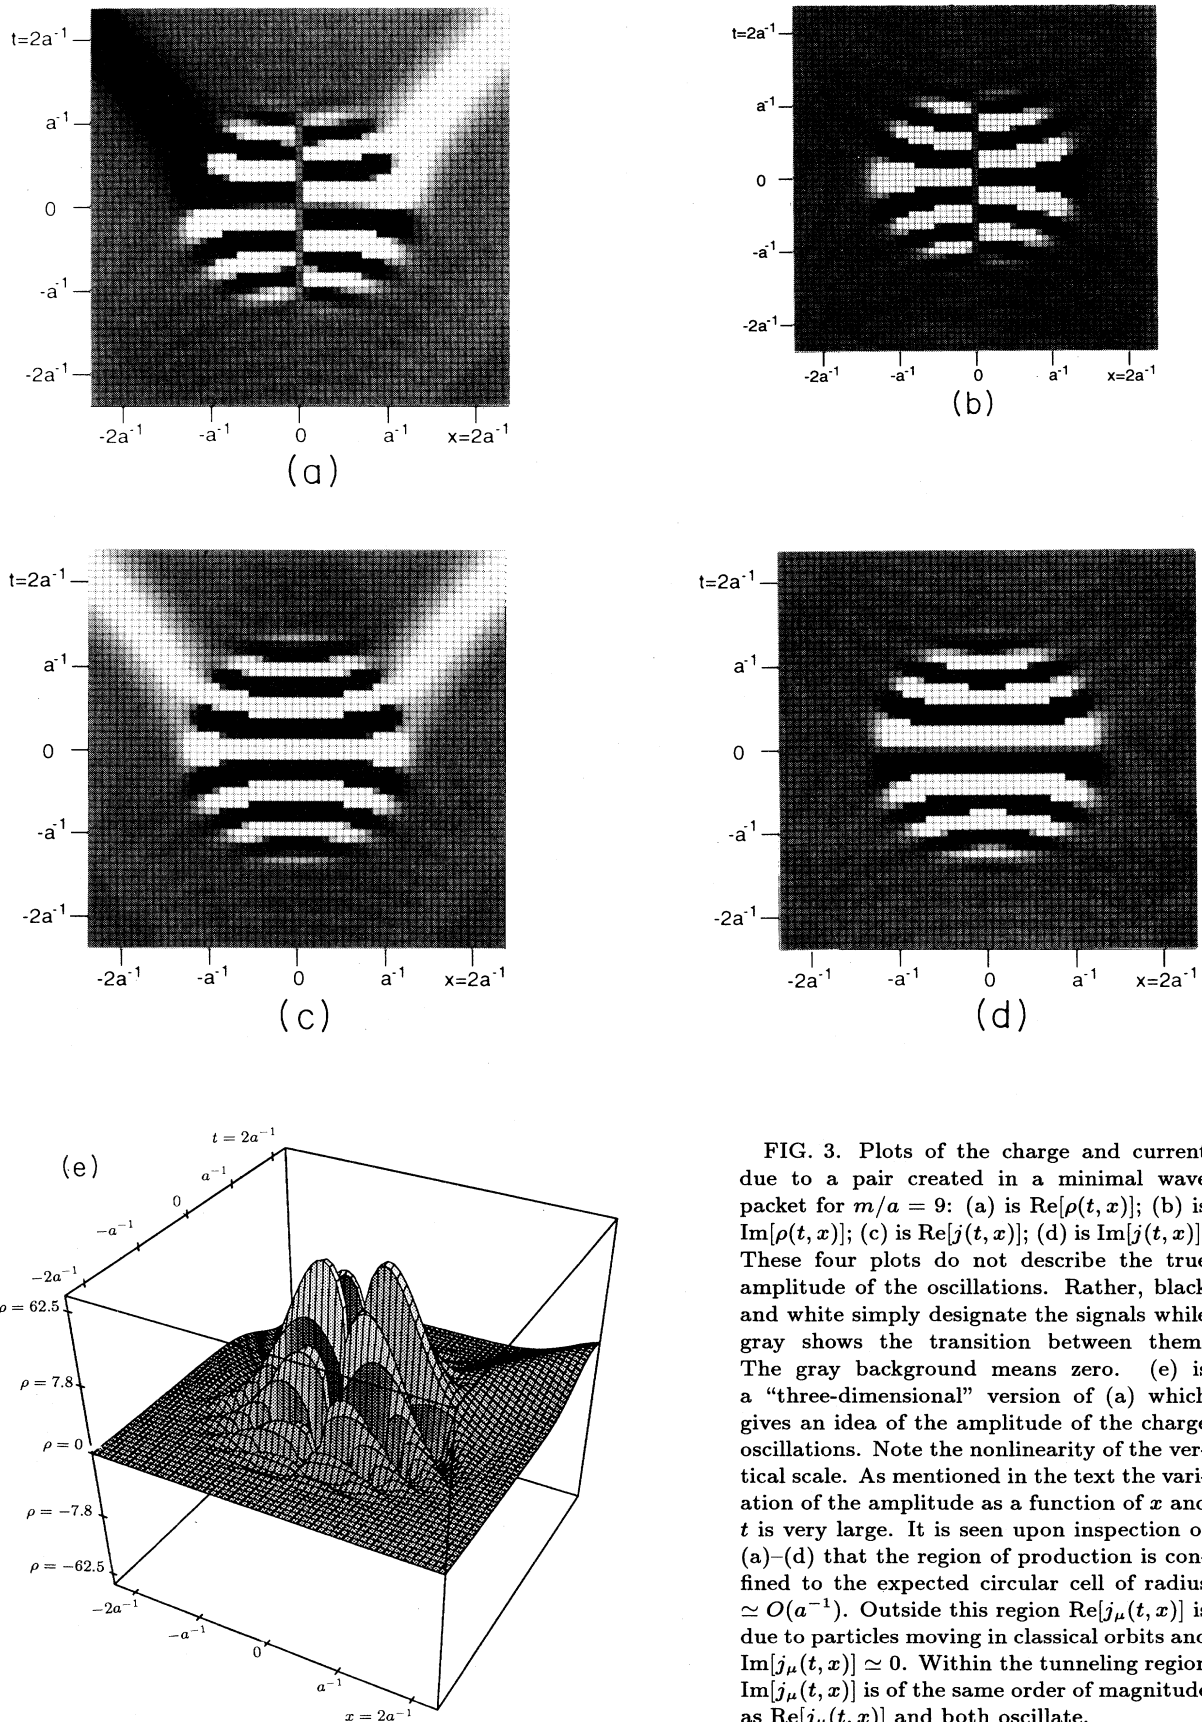 t=2a⁻¹
a⁻¹
0
-a⁻¹
-2a⁻¹
-2a⁻¹ -a⁻¹ 0 a⁻¹ x=2a⁻¹
(a)
t=2a⁻¹
a⁻¹
0
-a⁻¹
-2a⁻¹
-2a⁻¹ -a⁻¹ 0 a⁻¹ x=2a⁻¹
(b)
t=2a⁻¹
a⁻¹
0
-a⁻¹
-2a⁻¹
-2a⁻¹ -a⁻¹ 0 a⁻¹ x=2a⁻¹
(c)
t=2a⁻¹
a⁻¹
0
-a⁻¹
-2a⁻¹
-2a⁻¹ -a⁻¹ 0 a⁻¹ x=2a⁻¹
(d)
(e)
t = 2a⁻¹
a⁻¹
0
−a⁻¹
−2a⁻¹
ρ = 62.5
ρ = 7.8
ρ = 0
ρ = −7.8
ρ = −62.5
−2a⁻¹
−a⁻¹
0
a⁻¹
x = 2a⁻¹
FIG. 3. Plots of the charge and current
due to a pair created in a minimal wave
packet for m/a = 9: (a) is Re[ρ(t, x)]; (b) is
Im[ρ(t, x)]; (c) is Re[j(t, x)]; (d) is Im[j(t, x)]
These four plots do not describe the true
amplitude of the oscillations. Rather, black
and white simply designate the signals while
gray shows the transition between them
The gray background means zero. (e) is
a “three-dimensional” version of (a) which
gives an idea of the amplitude of the charge
oscillations. Note the nonlinearity of the ver-
tical scale. As mentioned in the text the vari-
ation of the amplitude as a function of x and
t is very large. It is seen upon inspection o
(a)–(d) that the region of production is con-
fined to the expected circular cell of radius
≃ O(a⁻¹). Outside this region Re[jμ(t, x)] is
due to particles moving in classical orbits and
Im[jμ(t, x)] ≃ 0. Within the tunneling region
Im[jμ(t, x)] is of the same order of magnitude
as Re[jμ(t, x)] and both oscillate.